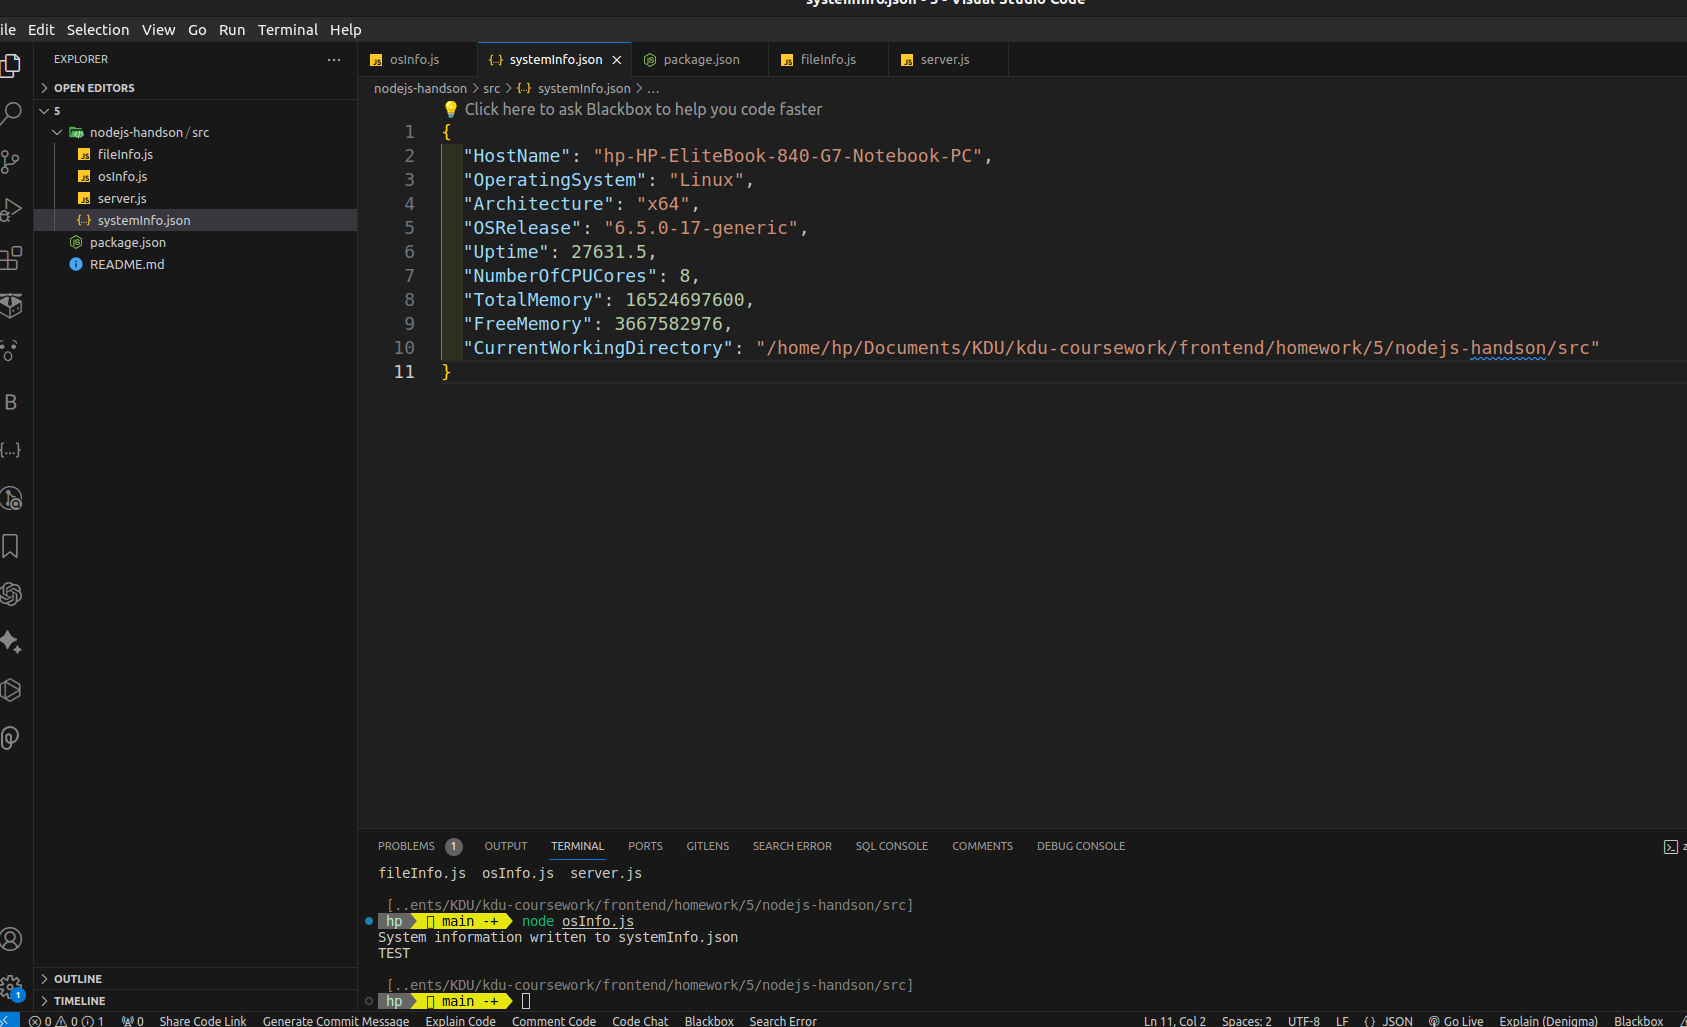 systemInfo.json - 5 - Visual Studio Code
ile Edit Selection View Go Run Terminal Help
EXPLORER
OPEN EDITORS
5
nodejs-handson / src
fileInfo.js
osInfo.js
server.js
systemInfo.json
package.json
README.md
OUTLINE
TIMELINE
osInfo.js systemInfo.json package.json fileInfo.js server.js
nodejs-handson > src > {..} systemInfo.json > ...
Click here to ask Blackbox to help you code faster
1 {
2 "HostName": "hp-HP-EliteBook-840-G7-Notebook-PC",
3 "OperatingSystem": "Linux",
4 "Architecture": "x64",
5 "OSRelease": "6.5.0-17-generic",
6 "Uptime": 27631.5,
7 "NumberOfCPUCores": 8,
8 "TotalMemory": 16524697600,
9 "FreeMemory": 3667582976,
10 "CurrentWorkingDirectory": "/home/hp/Documents/KDU/kdu-coursework/frontend/homework/5/nodejs-handson/src"
11 }
PROBLEMS 1 OUTPUT TERMINAL PORTS GITLENS SEARCH ERROR SQL CONSOLE COMMENTS DEBUG CONSOLE
fileInfo.js osInfo.js server.js
[..ents/KDU/kdu-coursework/frontend/homework/5/nodejs-handson/src]
hp main -+ node osInfo.js
System information written to systemInfo.json
TEST
[..ents/KDU/kdu-coursework/frontend/homework/5/nodejs-handson/src]
hp main -+
0 0 1 0 Share Code Link Generate Commit Message Explain Code Comment Code Code Chat Blackbox Search Error Ln 11, Col 2 Spaces: 2 UTF-8 LF {} JSON Go Live Explain (Denigma) Blackbox